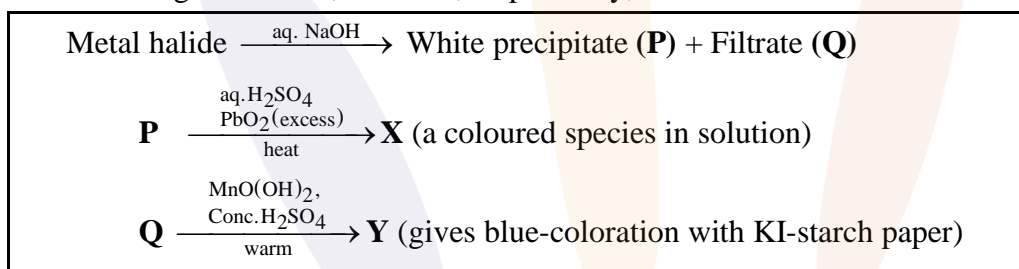 Metal halide aq. NaOH → White precipitate (P) + Filtrate (Q)
aq.H2SO4
PbO2(excess)
P → X (a coloured species in solution)
heat
MnO(OH)2,
Conc.H2SO4
Q → Y (gives blue-coloration with KI-starch paper)
warm